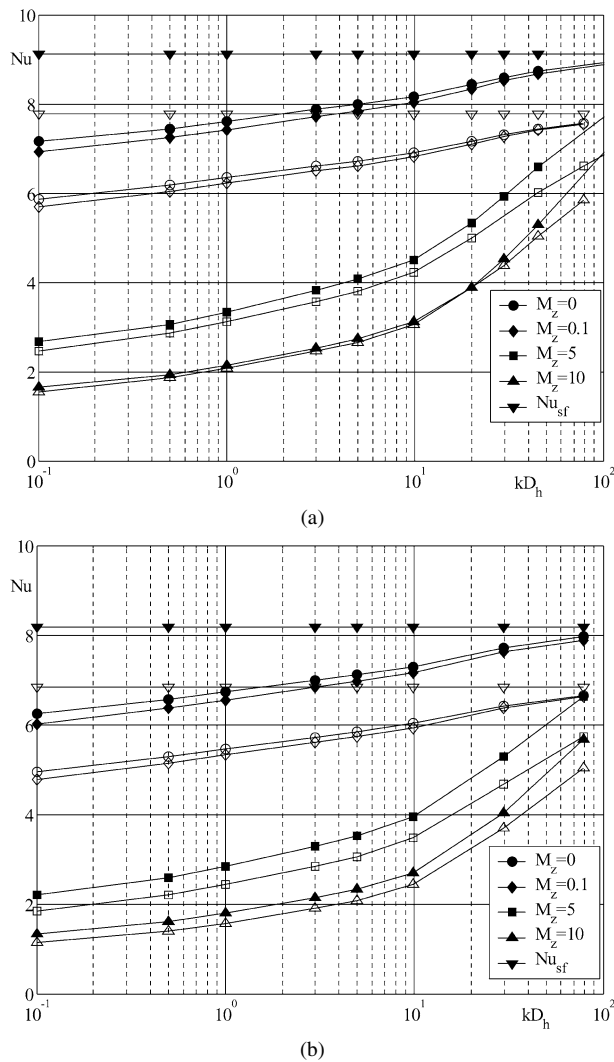 10
Nu
8
6
4
2
0
M_z=0
M_z=0.1
M_z=5
M_z=10
Nu_sf
10^-1
10^0
10^1
kD_h
10^2
(a)
10
Nu
8
6
4
2
0
M_z=0
M_z=0.1
M_z=5
M_z=10
Nu_sf
10^-1
10^0
10^1
kD_h
10^2
(b)